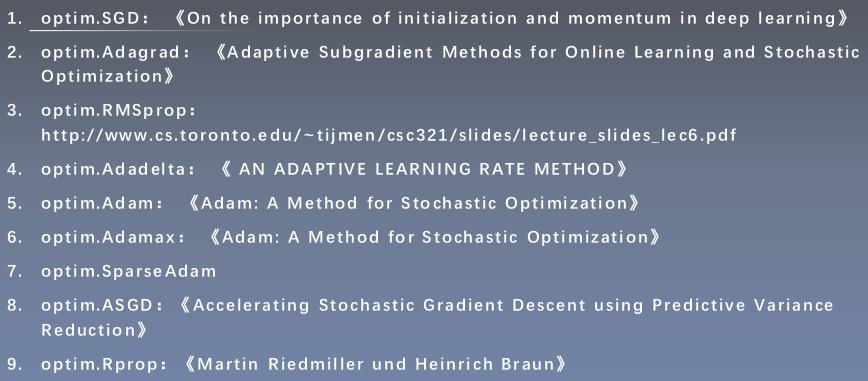 1. optim.SGD： 《On the importance of initialization and momentum in deep learning》
2. optim.Adagrad： 《Adaptive Subgradient Methods for Online Learning and Stochastic
Optimization》
3. optim.RMSprop：
http://www.cs.toronto.edu/~tijmen/csc321/slides/lecture_slides_lec6.pdf
4. optim.Adadelta： 《 AN ADAPTIVE LEARNING RATE METHOD》
5. optim.Adam： 《Adam: A Method for Stochastic Optimization》
6. optim.Adamax： 《Adam: A Method for Stochastic Optimization》
7. optim.SparseAdam
8. optim.ASGD：《Accelerating Stochastic Gradient Descent using Predictive Variance
Reduction》
9. optim.Rprop：《Martin Riedmiller und Heinrich Braun》